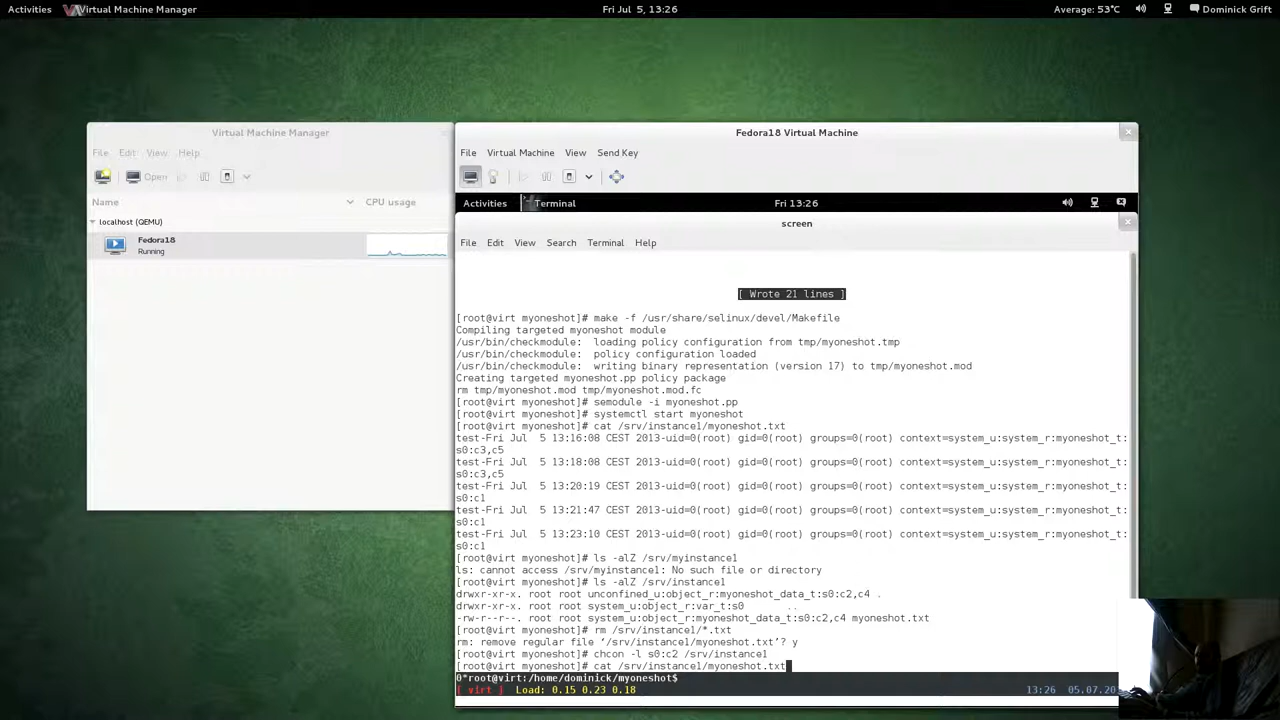 Activities Virtual Machine Manager Fri Jul 5, 13:26 Average: 53°C Dominick Grift
Virtual Machine Manager
File Edit View Help
Open
Name CPU usage
localhost (QEMU)
Fedora18
Running
Fedora18 Virtual Machine
File Virtual Machine View Send Key
Activities Terminal Fri 13:26
screen
File Edit View Search Terminal Help
[ Wrote 21 lines ]
[root@virt myoneshot]# make -f /usr/share/selinux/devel/Makefile
Compiling targeted myoneshot module
/usr/bin/checkmodule:  loading policy configuration from tmp/myoneshot.tmp
/usr/bin/checkmodule:  policy configuration loaded
/usr/bin/checkmodule:  writing binary representation (version 17) to tmp/myoneshot.mod
Creating targeted myoneshot.pp policy package
rm tmp/myoneshot.mod tmp/myoneshot.mod.fc
[root@virt myoneshot]# semodule -i myoneshot.pp
[root@virt myoneshot]# systemctl start myoneshot
[root@virt myoneshot]# cat /srv/instance1/myoneshot.txt
test-Fri Jul  5 13:16:08 CEST 2013-uid=0(root) gid=0(root) groups=0(root) context=system_u:system_r:myoneshot_t:
s0:c3,c5
test-Fri Jul  5 13:18:08 CEST 2013-uid=0(root) gid=0(root) groups=0(root) context=system_u:system_r:myoneshot_t:
s0:c3,c5
test-Fri Jul  5 13:20:19 CEST 2013-uid=0(root) gid=0(root) groups=0(root) context=system_u:system_r:myoneshot_t:
s0:c1
test-Fri Jul  5 13:21:47 CEST 2013-uid=0(root) gid=0(root) groups=0(root) context=system_u:system_r:myoneshot_t:
s0:c1
test-Fri Jul  5 13:23:10 CEST 2013-uid=0(root) gid=0(root) groups=0(root) context=system_u:system_r:myoneshot_t:
s0:c1
[root@virt myoneshot]# ls -alZ /srv/myinstance1
ls: cannot access /srv/myinstance1: No such file or directory
[root@virt myoneshot]# ls -alZ /srv/instance1
drwxr-xr-x. root root unconfined_u:object_r:myoneshot_data_t:s0:c2,c4 .
drwxr-xr-x. root root system_u:object_r:var_t:s0       ..
-rw-r--r--. root root system_u:object_r:myoneshot_data_t:s0:c2,c4 myoneshot.txt
[root@virt myoneshot]# rm /srv/instance1/*.txt
rm: remove regular file ‘/srv/instance1/myoneshot.txt’? y
[root@virt myoneshot]# chcon -l s0:c2 /srv/instance1
[root@virt myoneshot]# cat /srv/instance1/myoneshot.txt
0*root@virt:/home/dominick/myoneshot$
[ virt ] Load: 0.15 0.23 0.18 13:26 05.07.20